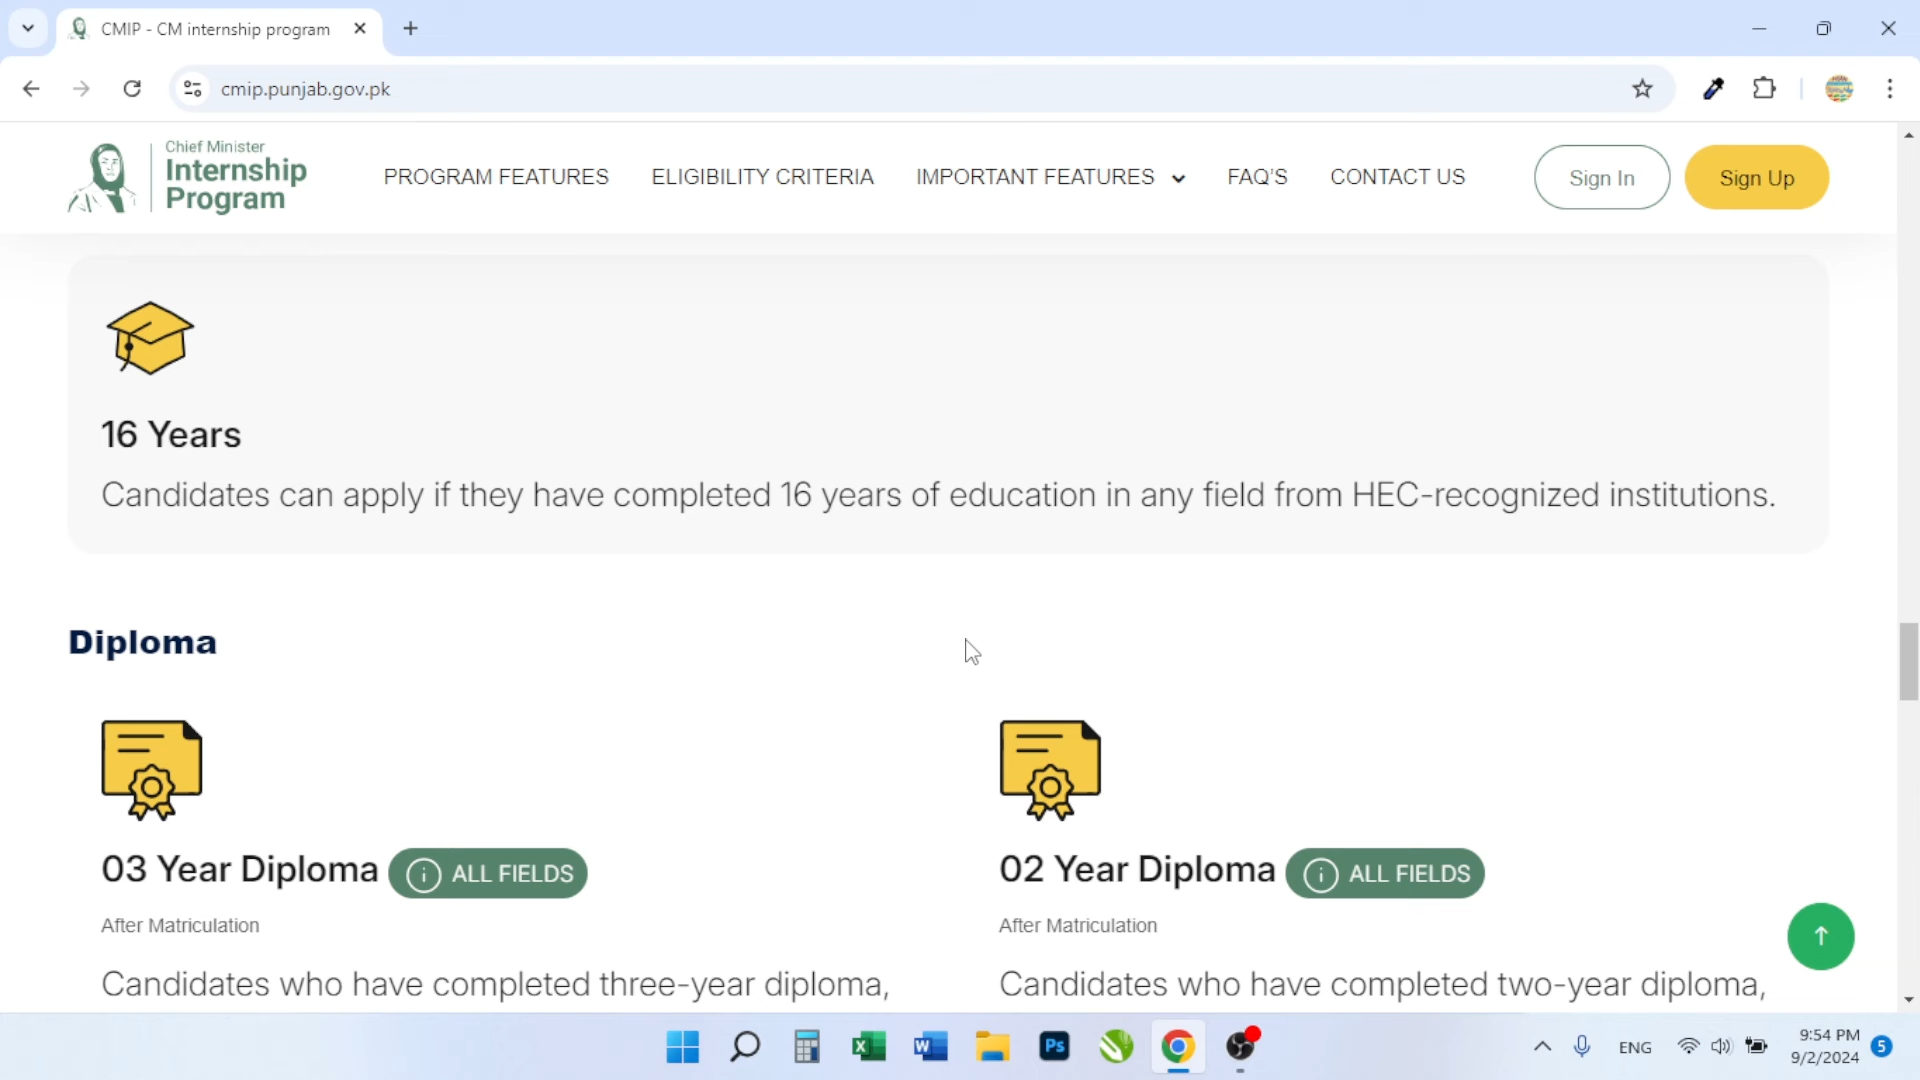 CMIP - CM internship program
cmip.punjab.gov.pk
Chief Minister
Internship
Program
PROGRAM FEATURES
ELIGIBILITY CRITERIA
IMPORTANT FEATURES
FAQ'S
CONTACT US
Sign In
Sign Up
16 Years
Candidates can apply if they have completed 16 years of education in any field from HEC-recognized institutions.
Diploma
03 Year Diploma
i ALL FIELDS
After Matriculation
Candidates who have completed three-year diploma,
02 Year Diploma
i ALL FIELDS
After Matriculation
Candidates who have completed two-year diploma,
X
W
Ps
ENG
9:54 PM
9/2/2024
5